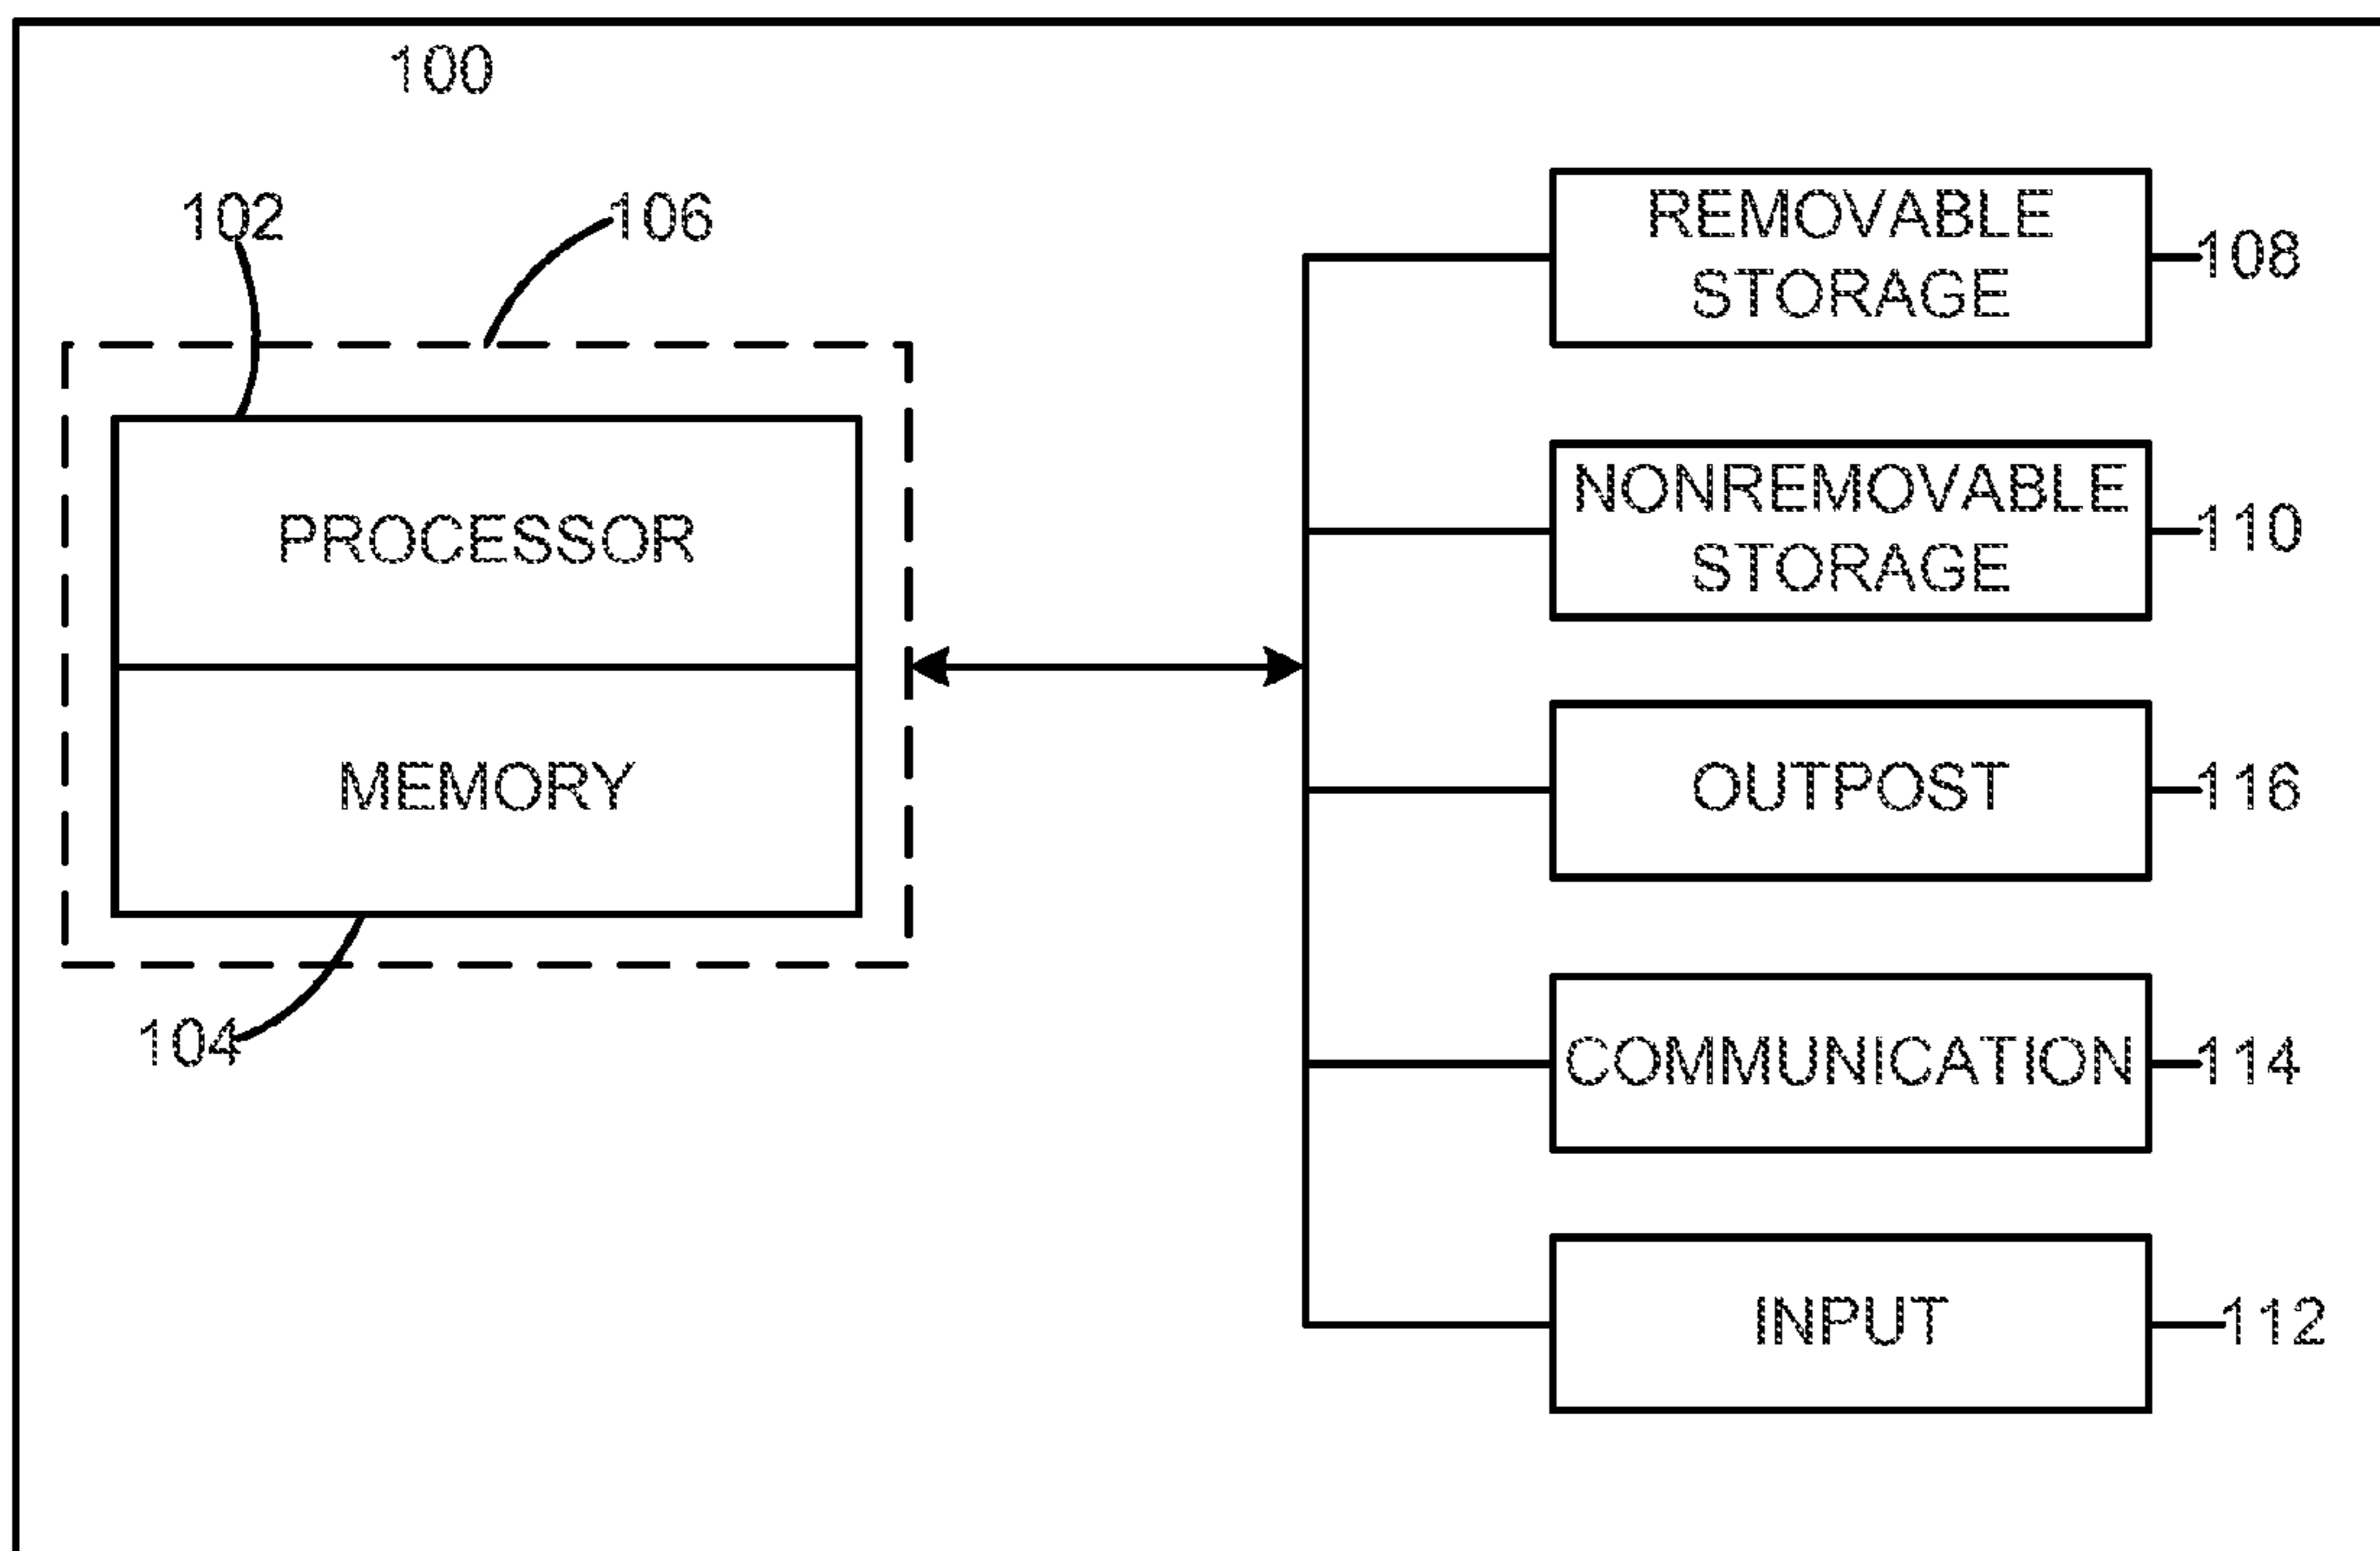 100
102
106
PROCESSOR
MEMORY
104
REMOVABLE
STORAGE
108
NONREMOVABLE
STORAGE
110
OUTPOST
116
COMMUNICATION
114
INPUT
112